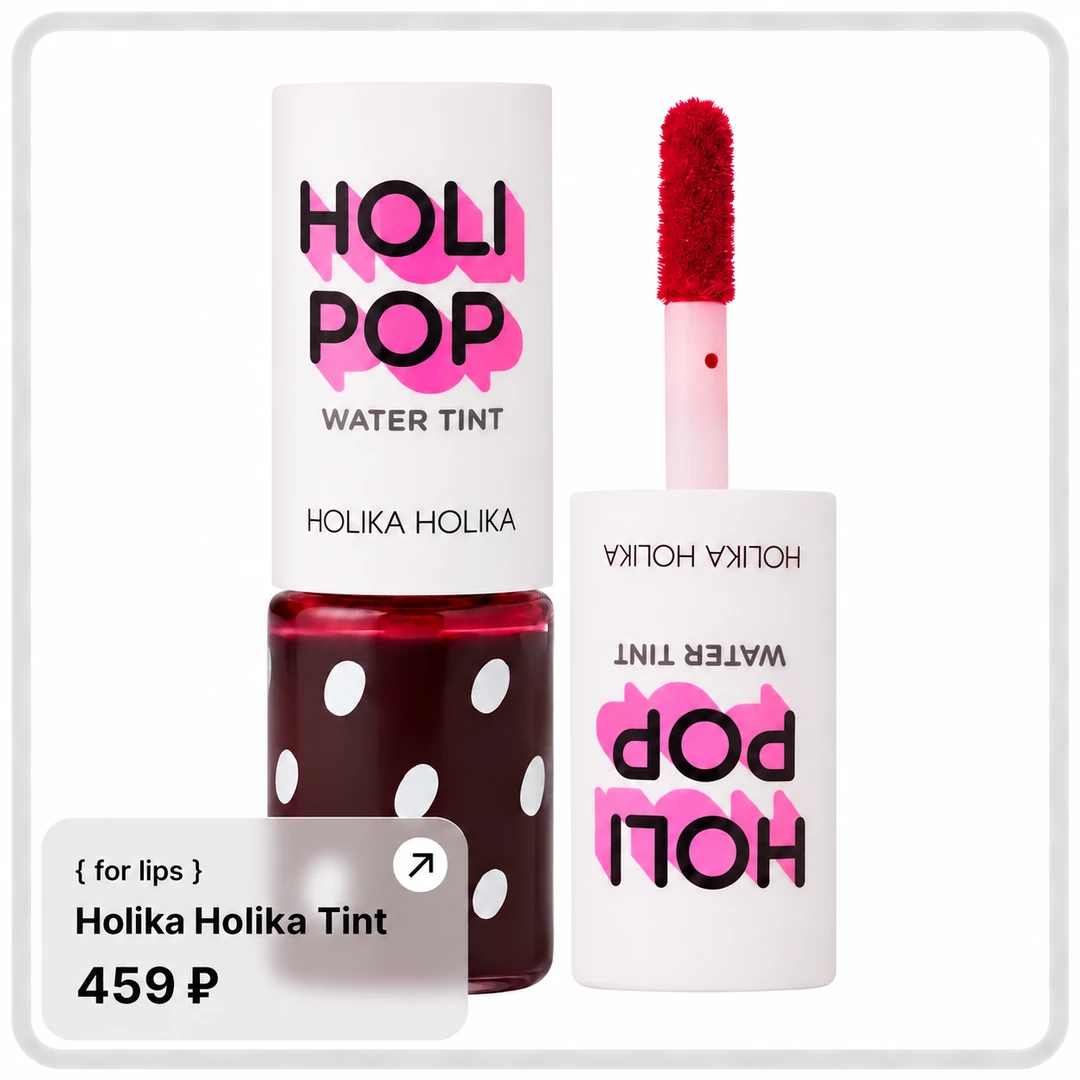 HOLI
POP
WATER TINT
HOLIKA HOLIKA
HOLIKA HOLIKA
WATER TINT
POP
HOLI
{ for lips }
Holika Holika Tint
459 ₽